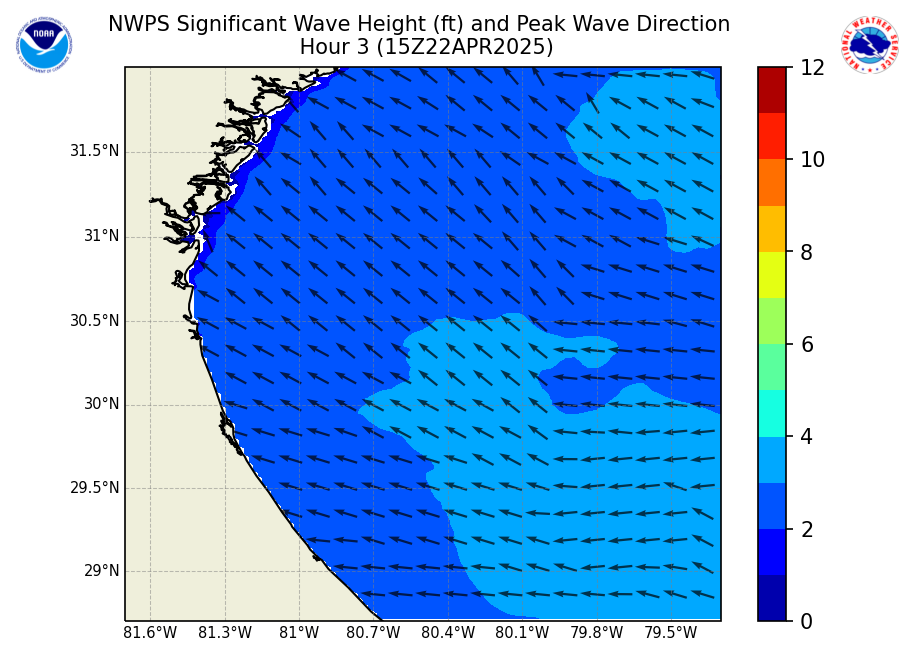 NWPS Significant Wave Height (ft) and Peak Wave Direction
Hour 3 (15Z22APR2025)
NOAA
NATIONAL WEATHER SERVICE
31.5°N
31°N
30.5°N
30°N
29.5°N
29°N
81.6°W 81.3°W 81°W 80.7°W 80.4°W 80.1°W 79.8°W 79.5°W
12
10
8
6
4
2
0